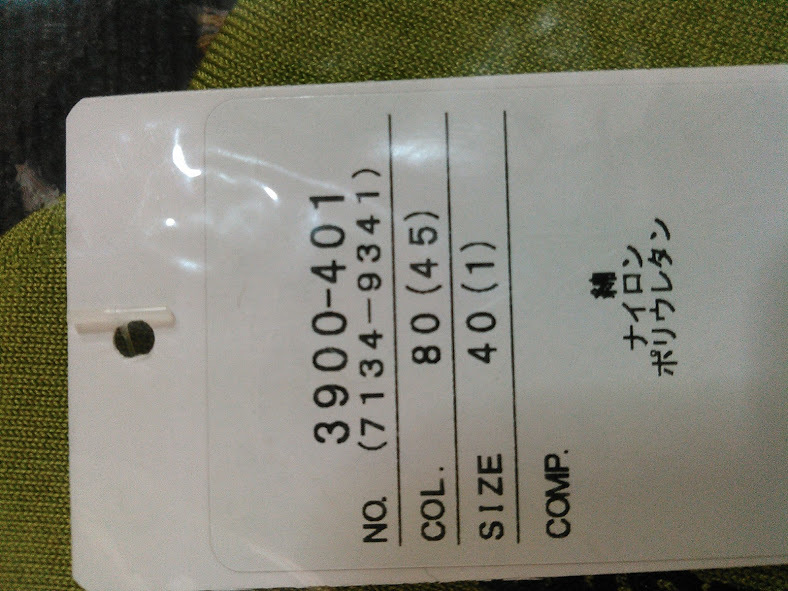 3900-401
NO. (7134-9341)
COL. 80(45)
SIZE 40(1)
COMP.
綿
ナイロン
ポリウレタン